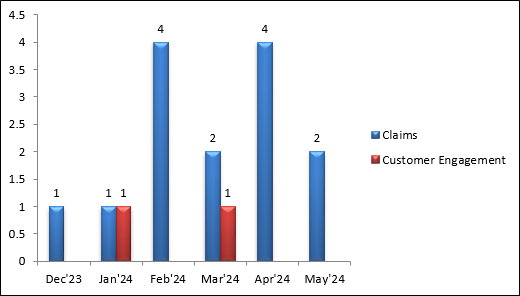 4.5
4
3.5
3
2.5
2
1.5
1
0.5
0
1
1
1
4
2
1
4
2
Dec'23
Jan'24
Feb'24
Mar'24
Apr'24
May'24
Claims
Customer Engagement